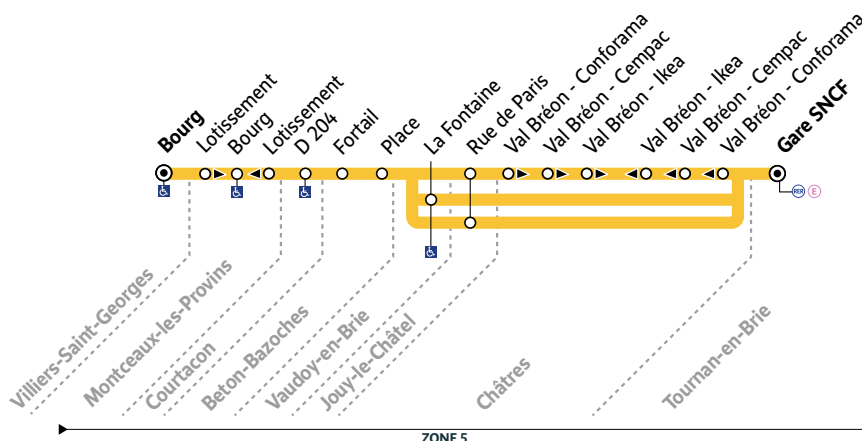 Bourg
Lotissement
Bourg
Lotissement
D 204
Fortail
Place
La Fontaine
Rue de Paris
Val Bréon - Conforama
Val Bréon - Cempac
Val Bréon - Ikea
Val Bréon - Ikea
Val Bréon - Cempac
Val Bréon - Conforama
Gare SNCF
RER
E
Villiers-Saint-Georges
Montceaux-les-Provins
Courtacon
Beton-Bazoches
Vaudoy-en-Brie
Jouy-le-Châtel
Châtres
Tournan-en-Brie
ZONE 5